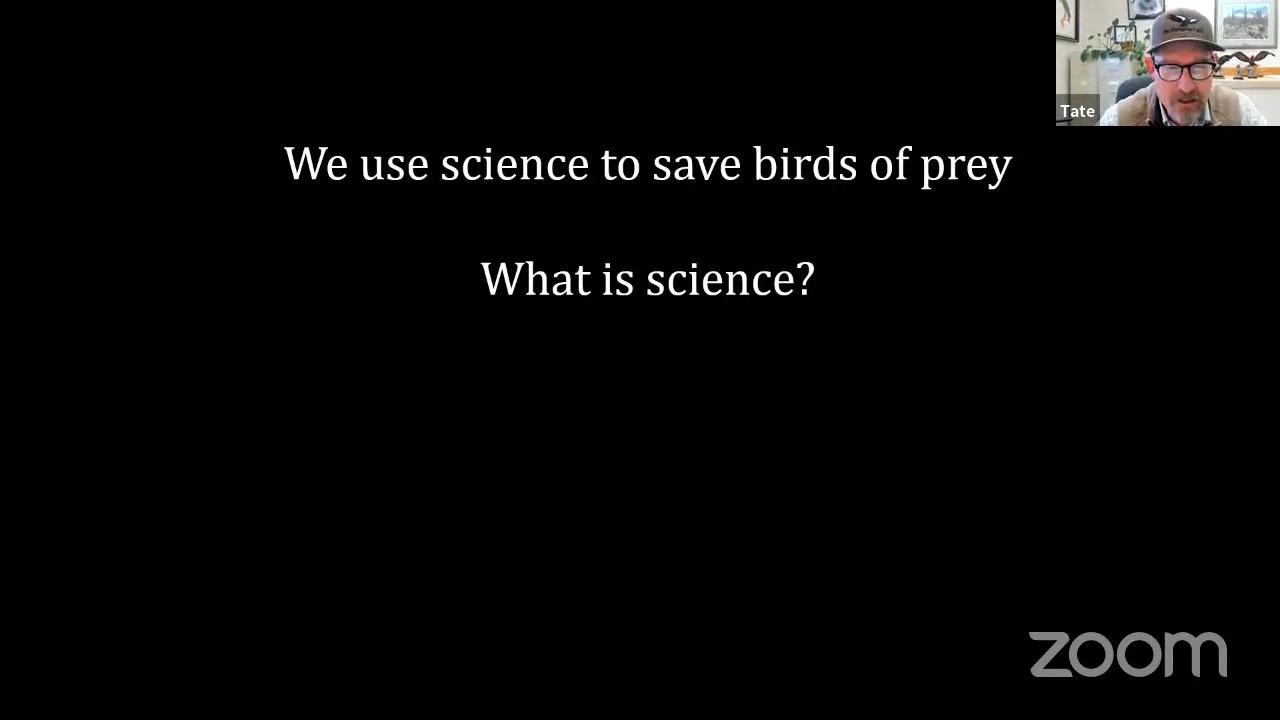 Tate
We use science to save birds of prey
What is science?
zoom